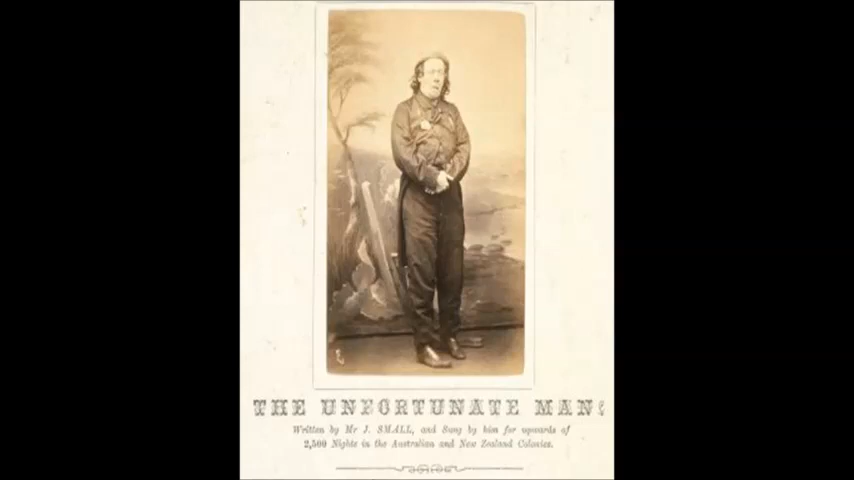 THE UNFORTUNATE MAN
Written by Mr J. SMALL, and Sung by him for upwards of
2,500 Nights in the Australian and New Zealand Colonies.